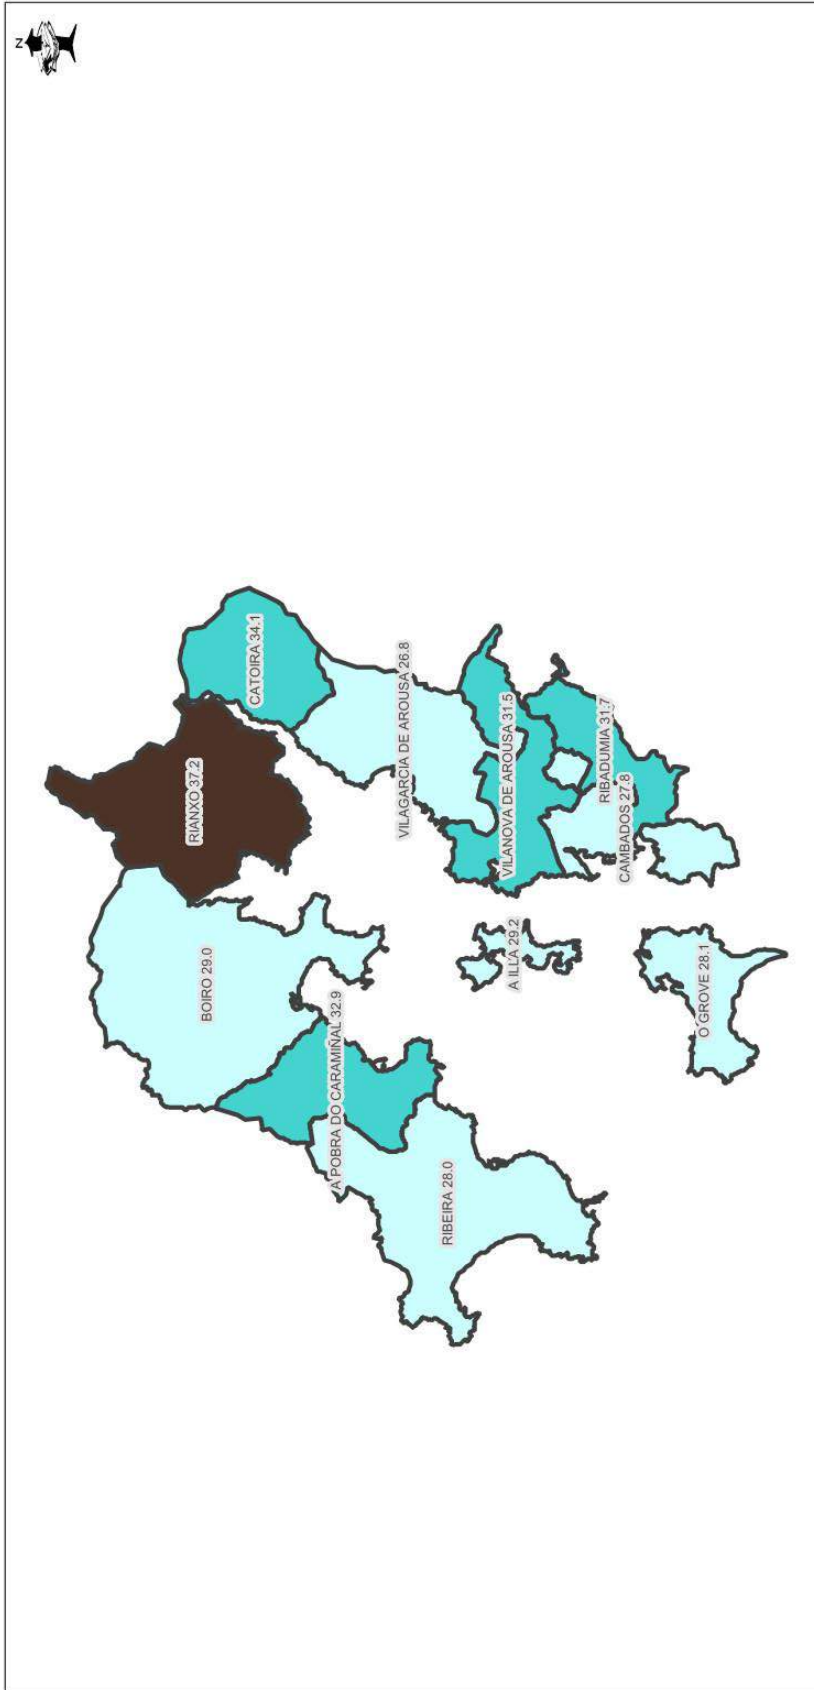 N
RIANXO 37.2
CATOIRA 34.1
BOIRO 29.0
A POBRA DO CARAMIÑAL 32.9
VILAGARCIA DE AROUSA 26.8
RIBEIRA 28.0
VILANOVA DE AROUSA 31.5
A ILLA 29.2
RIBADUMIA 31.7
CAMBADOS 27.8
O GROVE 28.1